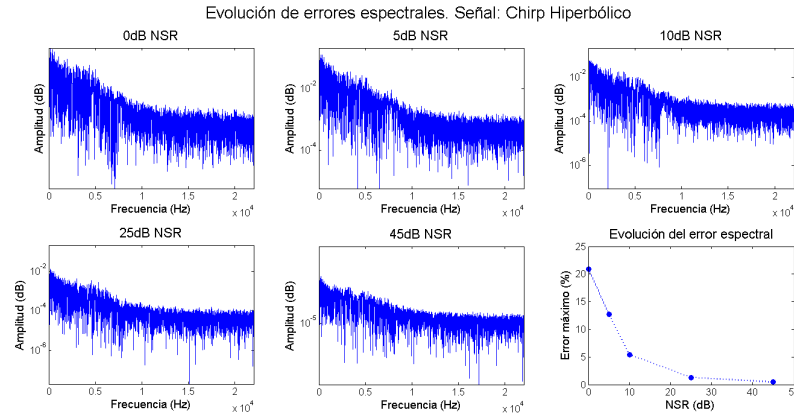 Evolución de errores espectrales. Señal: Chirp Hiperbólico
0dB NSR
Amplitud (dB)
0 0.5 1 1.5 2
Frecuencia (Hz)
x 10^4
5dB NSR
Amplitud (dB)
10^-2
10^-4
0 0.5 1 1.5 2
Frecuencia (Hz)
x 10^4
10dB NSR
Amplitud (dB)
10^-2
10^-4
10^-6
0 0.5 1 1.5 2
Frecuencia (Hz)
x 10^4
25dB NSR
Amplitud (dB)
10^-2
10^-4
10^-6
0 0.5 1 1.5 2
Frecuencia (Hz)
x 10^4
45dB NSR
Amplitud (dB)
10^-5
0 0.5 1 1.5 2
Frecuencia (Hz)
x 10^4
Evolución del error espectral
Error máximo (%)
25
20
15
10
5
0
0 10 20 30 40 50
NSR (dB)